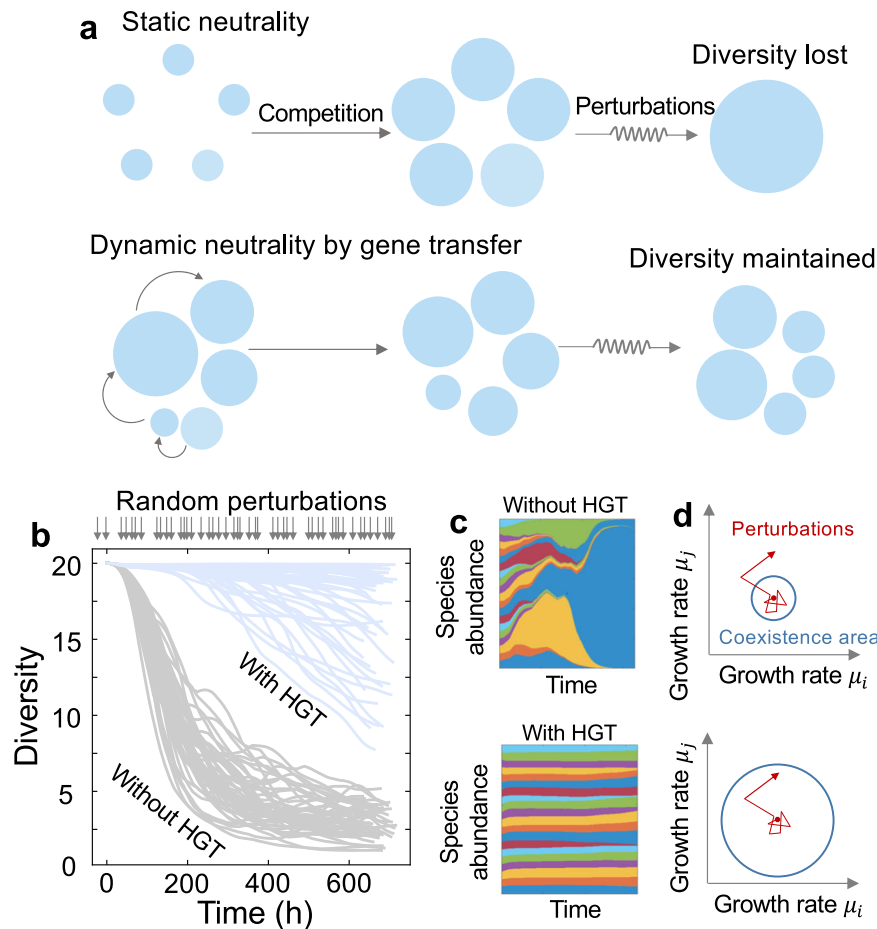 a
Static neutrality
Competition
Perturbations
Diversity lost
Dynamic neutrality by gene transfer
Diversity maintained
b
Random perturbations
Diversity
20
15
10
5
0
With HGT
Without HGT
0
200
400
600
Time (h)
c
Without HGT
Species
abundance
Time
With HGT
Species
abundance
Time
d
Perturbations
Coexistence area
Growth rate μⱼ
Growth rate μᵢ
Growth rate μⱼ
Growth rate μᵢ